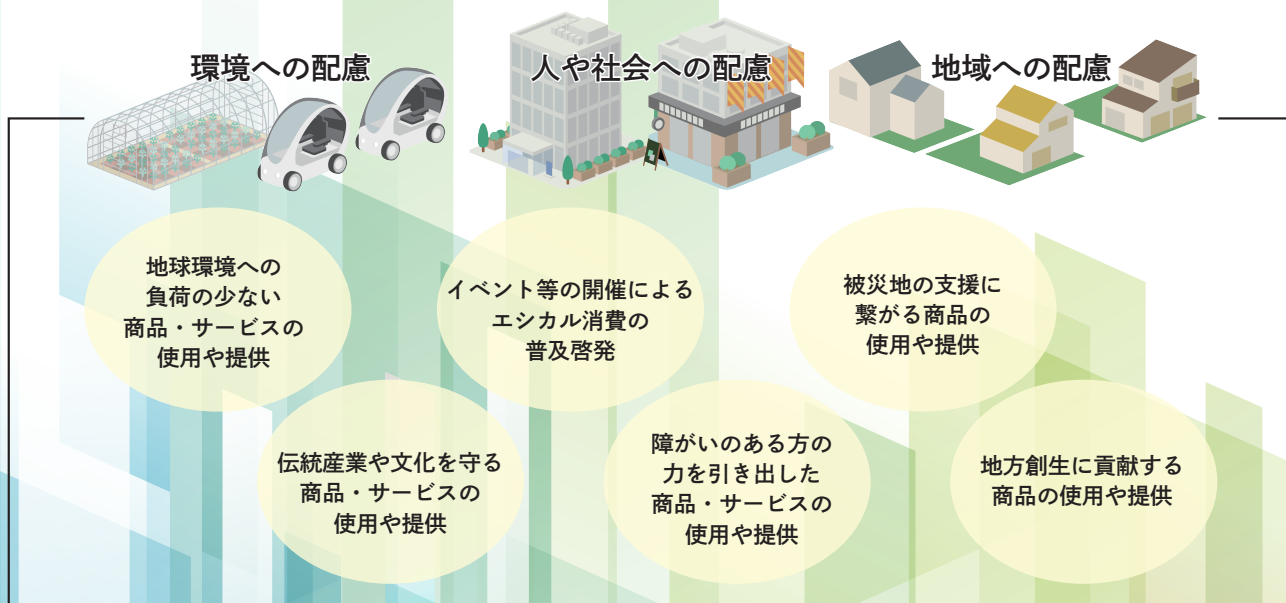 環境への配慮
人や社会への配慮
地域への配慮
地球環境への
負荷の少ない
商品・サービスの
使用や提供
イベント等の開催による
エシカル消費の
普及啓発
被災地の支援に
繋がる商品の
使用や提供
伝統産業や文化を守る
商品・サービスの
使用や提供
障がいのある方の
力を引き出した
商品・サービスの
使用や提供
地方創生に貢献する
商品の使用や提供